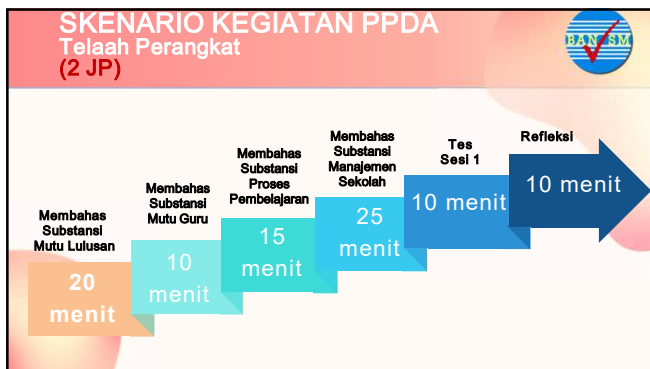 SKENARIO KEGIATAN PPDA
Telaah Perangkat
(2 JP)
BAN SM
Membahas
Substansi
Mutu Lulusan
20
menit
Membahas
Substansi
Mutu Guru
10
menit
Membahas
Substansi
Proses
Pembelajaran
15
menit
Membahas
Substansi
Manajemen
Sekolah
25
menit
Tes
Sesi 1
10 menit
Refleksi
10 menit